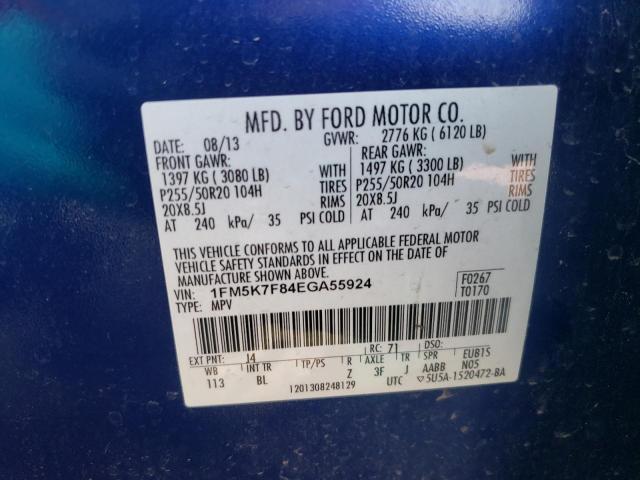 MFD. BY FORD MOTOR CO.
DATE: 08/13 GVWR: 2776 KG ( 6120 LB)
FRONT GAWR: REAR GAWR:
1397 KG ( 3080 LB) WITH 1497 KG ( 3300 LB) WITH
P255/50R20 104H TIRES P255/50R20 104H TIRES
20X8.5J RIMS 20X8.5J RIMS
AT 240 kPa/ 35 PSI COLD AT 240 kPa/ 35 PSI COLD
THIS VEHICLE CONFORMS TO ALL APPLICABLE FEDERAL MOTOR
VEHICLE SAFETY STANDARDS IN EFFECT ON THE DATE OF
MANUFACTURE SHOWN ABOVE.
VIN: 1FM5K7F84EGA55924 F0267
TYPE: MPV T0170
EXT PNT: J4 RC: 71 DSO:
WB INT TR TP/PS R AXLE TR SPR EUB15
113 BL Z 3F J AABB N05
1201308248129 UTC ▽5U5A-1520472-BA